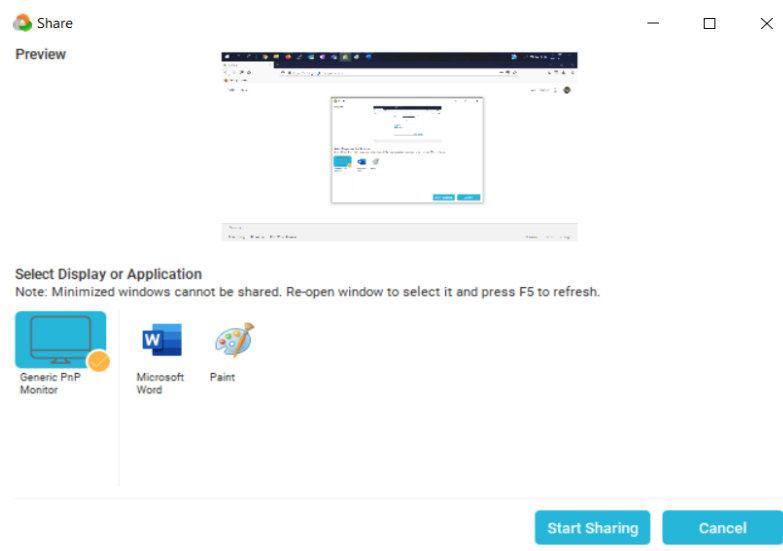 Share
Preview
Select Display or Application
Note: Minimized windows cannot be shared. Re-open window to select it and press F5 to refresh.
W
Generic PnP
Monitor
Microsoft
Word
Paint
Start Sharing
Cancel